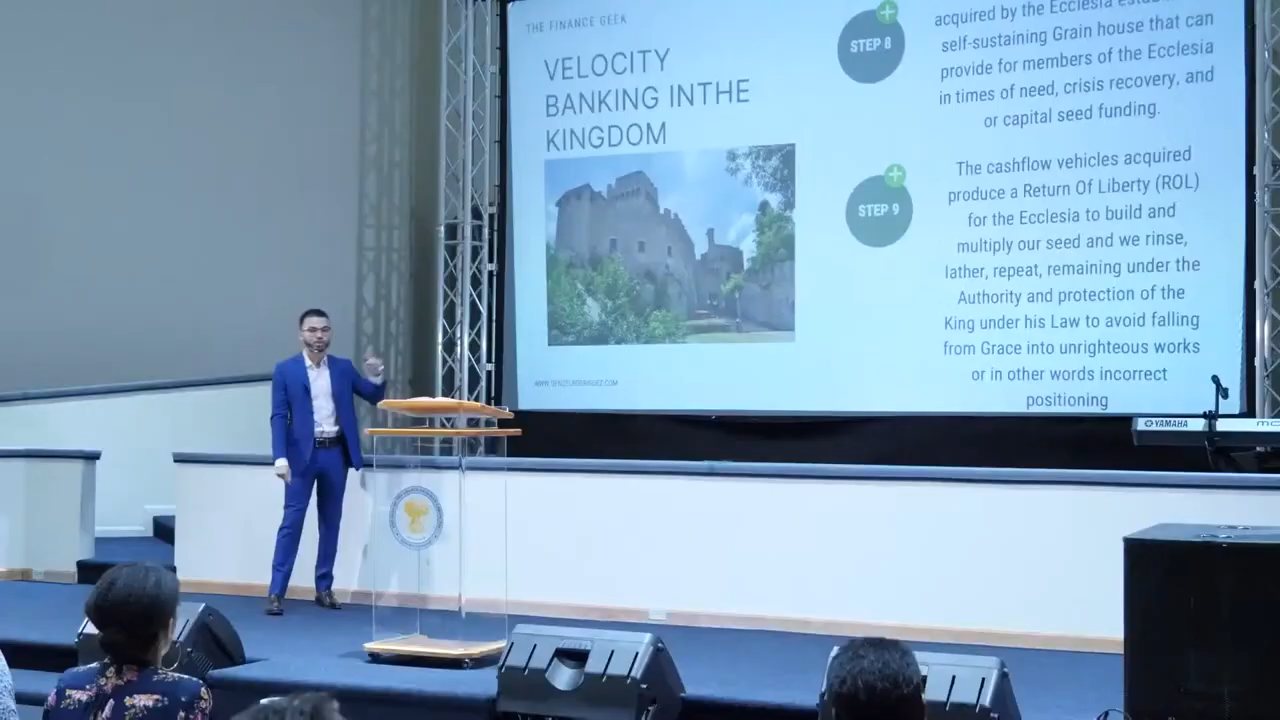 THE FINANCE GEEK
VELOCITY
BANKING INTHE
KINGDOM
STEP 8
acquired by the Ecclesia
self-sustaining Grain house that can
provide for members of the Ecclesia
in times of need, crisis recovery, and
or capital seed funding.
STEP 9
The cashflow vehicles acquired
produce a Return Of Liberty (ROL)
for the Ecclesia to build and
multiply our seed and we rinse,
lather, repeat, remaining under the
Authority and protection of the
King under his Law to avoid falling
from Grace into unrighteous works
or in other words incorrect
positioning
YAMAHA